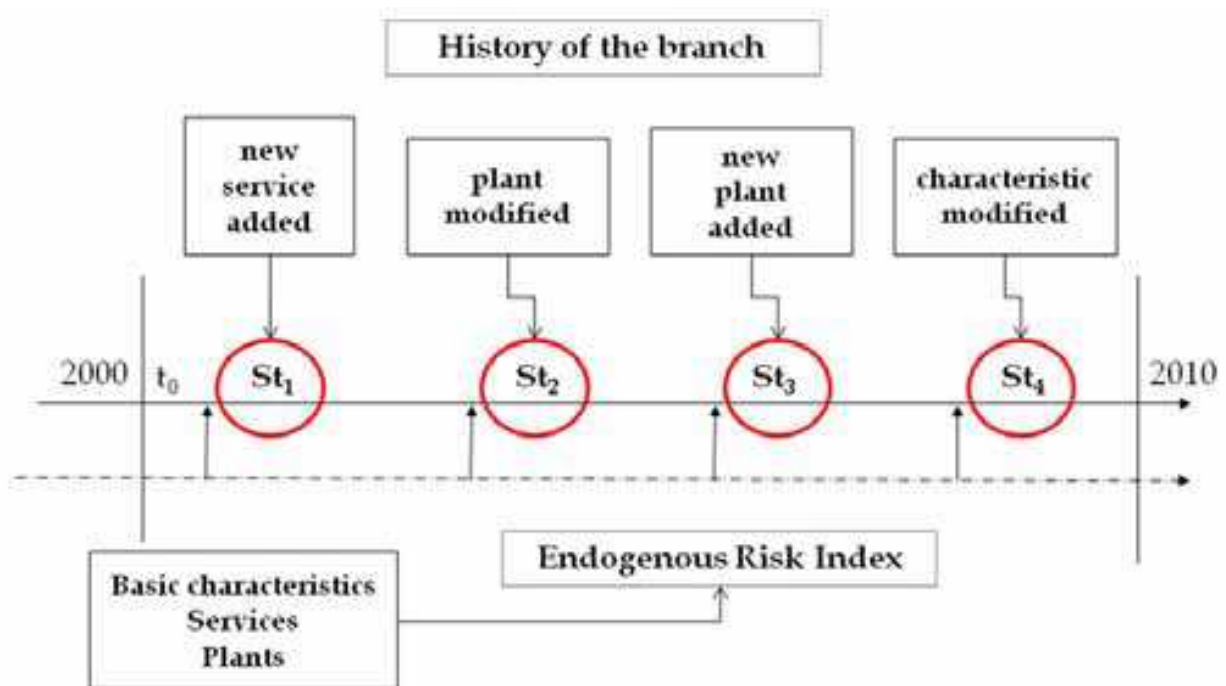 History of the branch
new
service
added
plant
modified
new
plant
added
characteristic
modified
2000 t₀ St₁ St₂ St₃ St₄ 2010
Endogenous Risk Index
Basic characteristics
Services
Plants